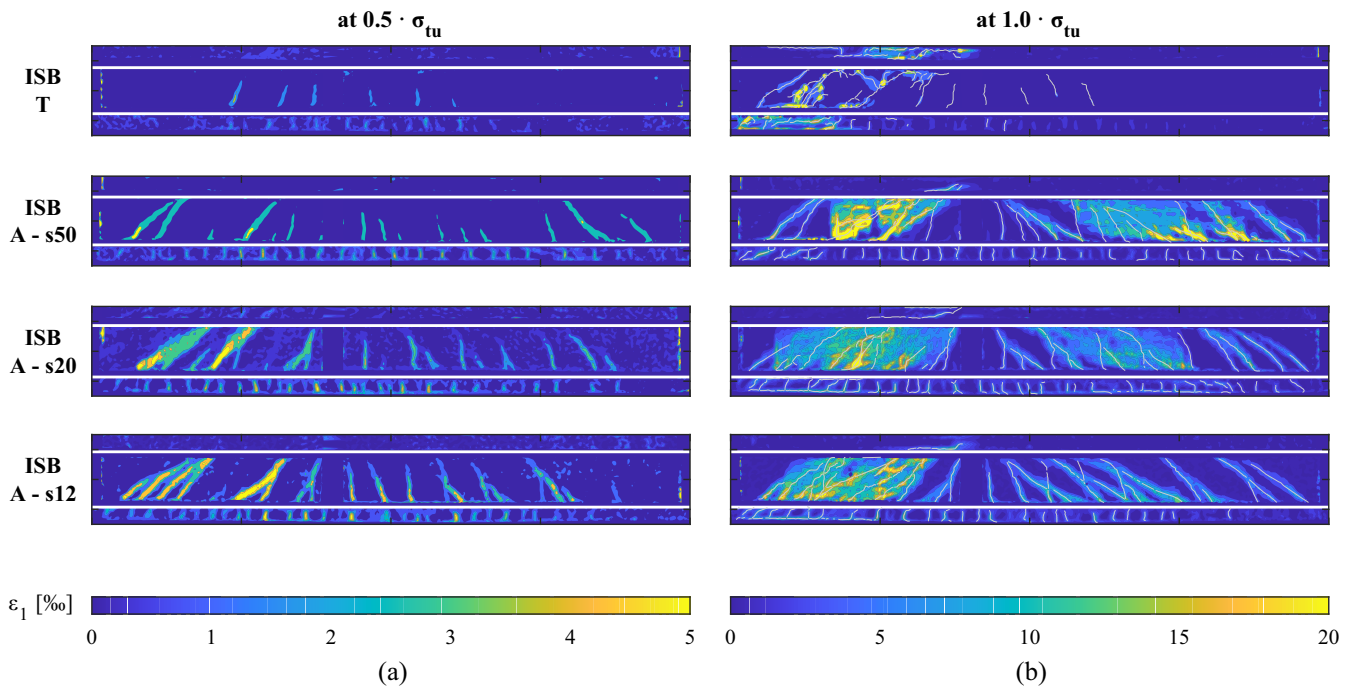 at 0.5 · σtu
at 1.0 · σtu
ISB
T
ISB
A - s50
ISB
A - s20
ISB
A - s12
ε1 [‰]
0 1 2 3 4 5
0 5 10 15 20
(a)
(b)